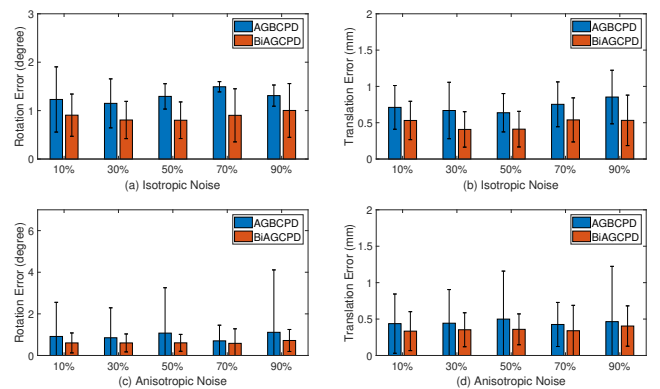 3
2
1
0
Rotation Error (degree)
AGBCPD
BiAGCPD
10% 30% 50% 70% 90%
(a) Isotropic Noise
2
1.5
1
0.5
0
Translation Error (mm)
AGBCPD
BiAGCPD
10% 30% 50% 70% 90%
(b) Isotropic Noise
6
4
2
0
Rotation Error (degree)
AGBCPD
BiAGCPD
10% 30% 50% 70% 90%
(c) Anisotropic Noise
2
1.5
1
0.5
0
Translation Error (mm)
AGBCPD
BiAGCPD
10% 30% 50% 70% 90%
(d) Anisotropic Noise